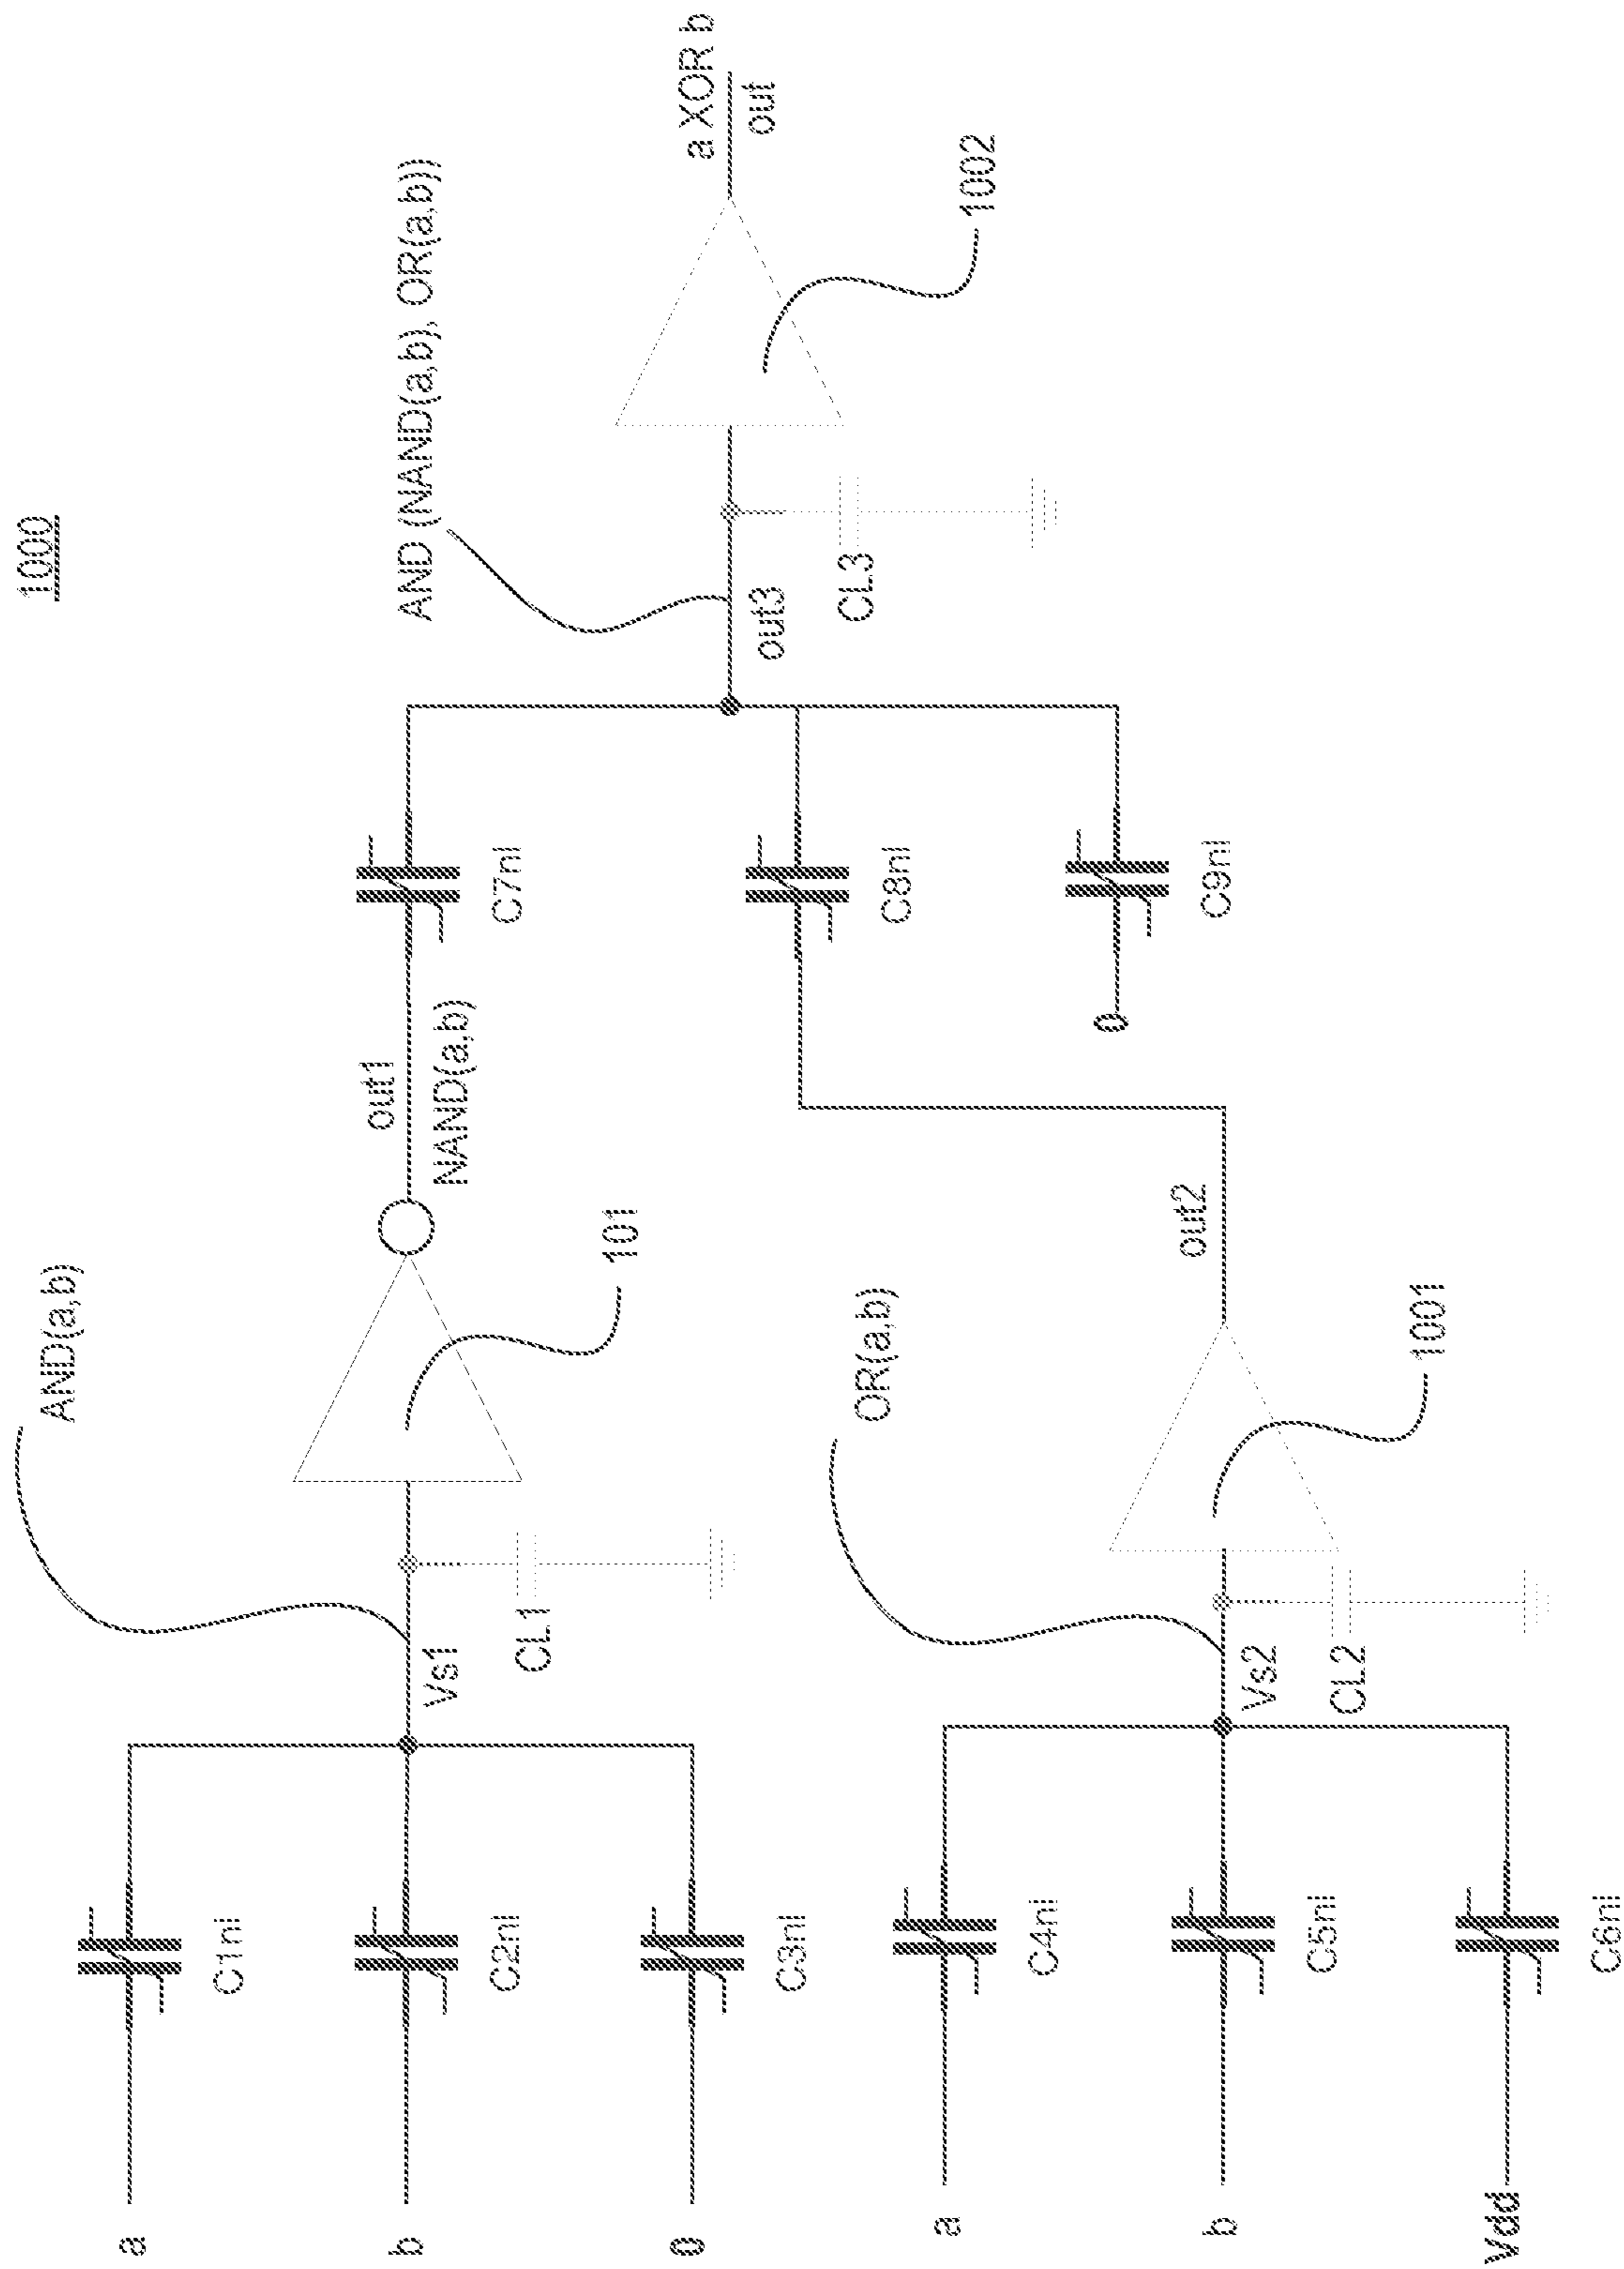 1000
a
C1nl
b
C2nl
0
C3nl
AND(a,b)
Vs1
CL1
101
out1
NAND(a,b)
a
C4nl
b
C5nl
Vdd
C6nl
OR(a,b)
Vs2
CL2
1001
out2
C7nl
C8nl
0
C9nl
AND (NAND(a,b), OR(a,b))
out3
CL3
1002
a XOR b
out